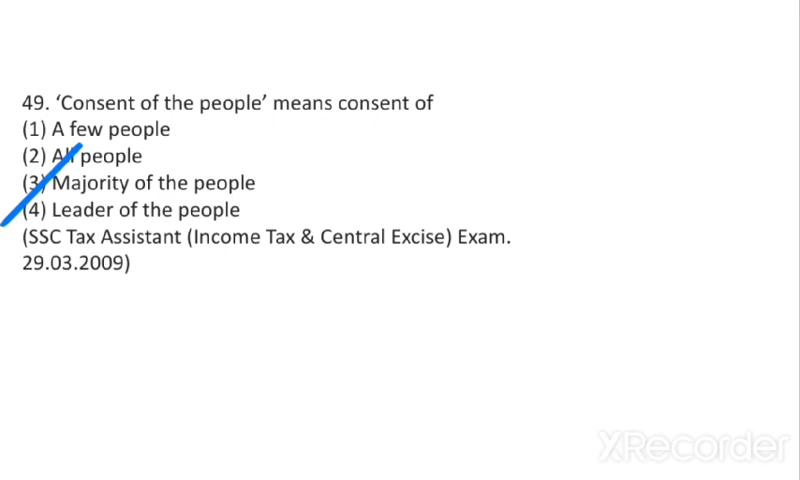 49. ‘Consent of the people’ means consent of
(1) A few people
(2) All people
(3) Majority of the people
(4) Leader of the people
(SSC Tax Assistant (Income Tax & Central Excise) Exam.
29.03.2009)
XRecorder